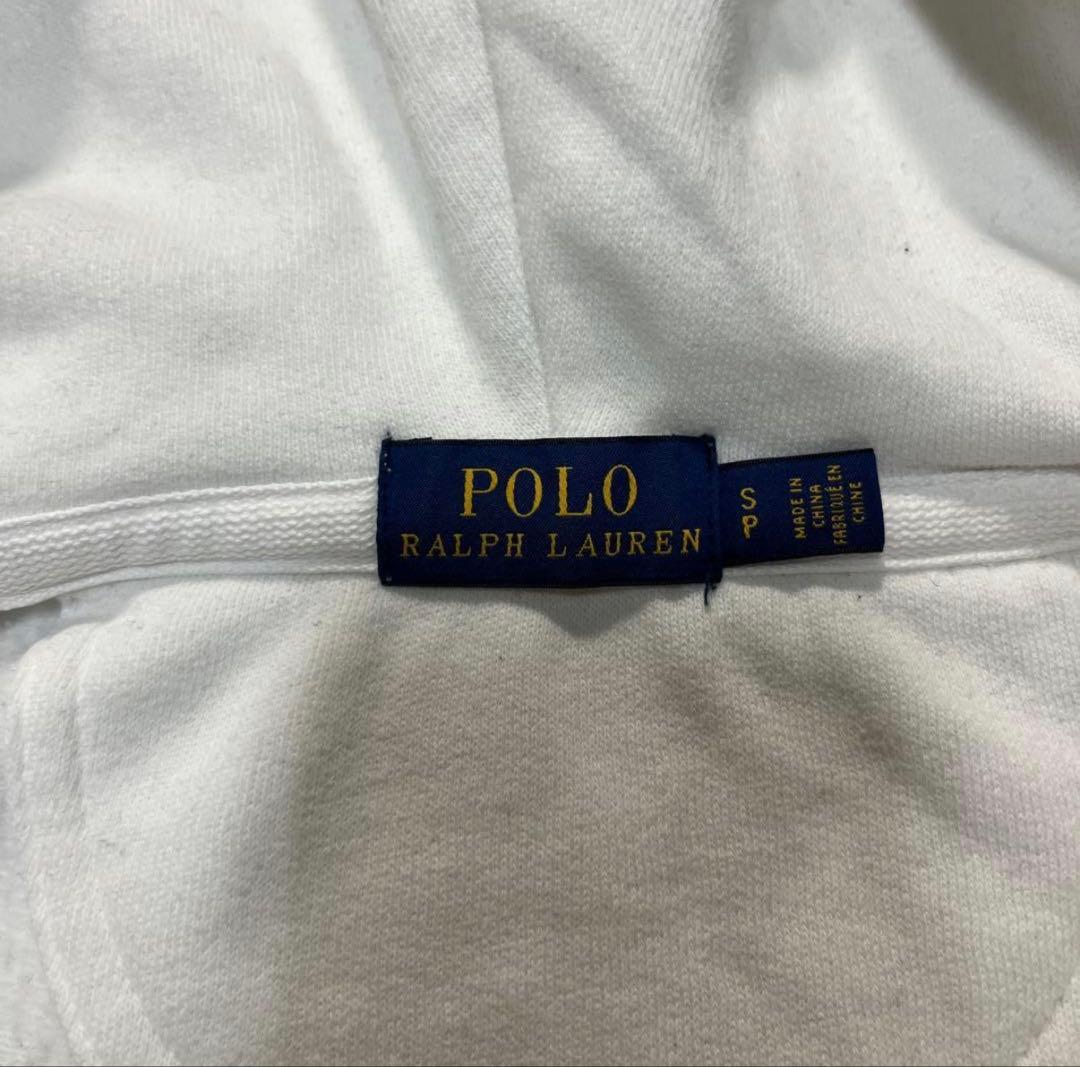 POLO
RALPH LAUREN
S
P
MADE IN
CHINA
FABRIQUÉ EN
CHINE